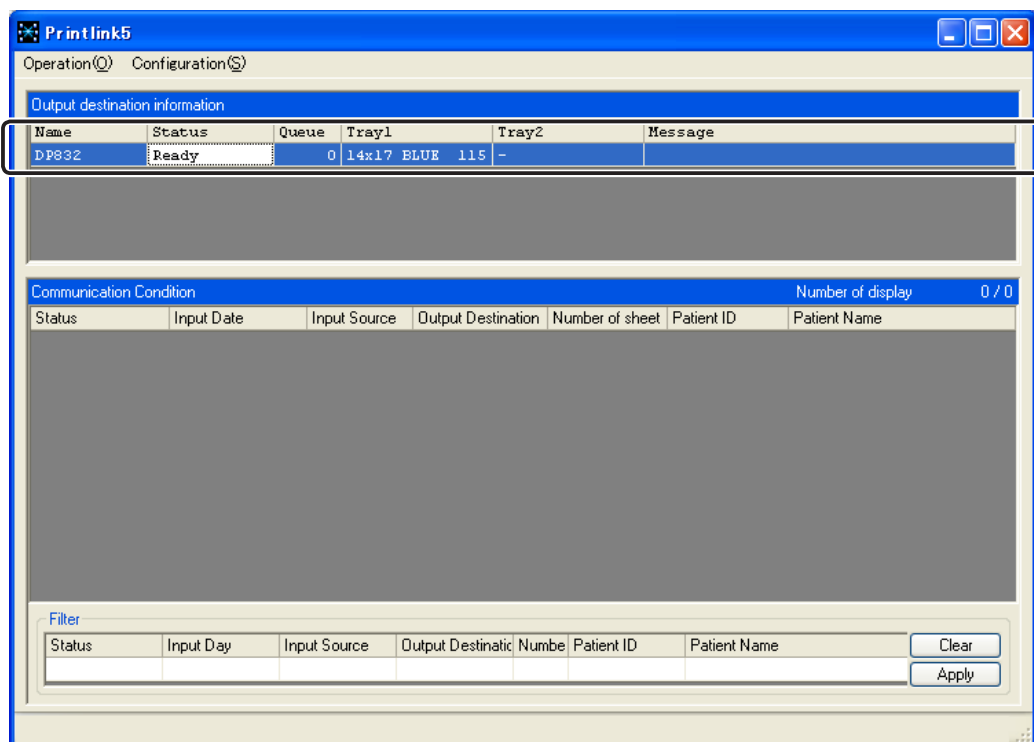 Printlink5
Operation(O) Configuration(S)
Output destination information
Name Status Queue Tray1 Tray2 Message
DP832 Ready 0 14x17 BLUE 115 -
Communication Condition Number of display 0 / 0
Status Input Date Input Source Output Destination Number of sheet Patient ID Patient Name
Filter
Status Input Day Input Source Output Destinatic Numbe Patient ID Patient Name Clear
Apply